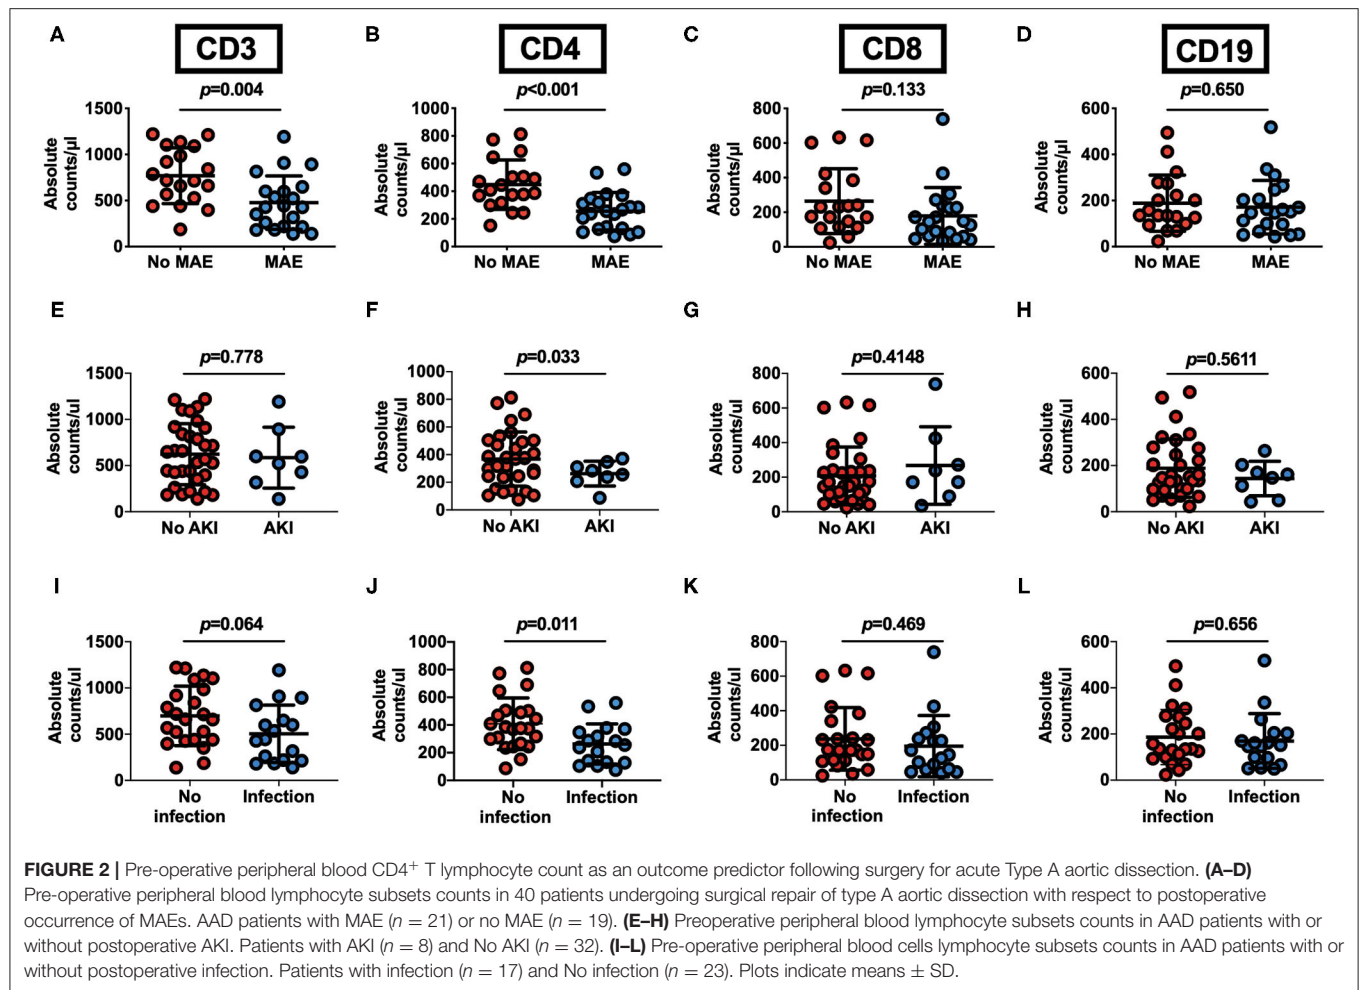 A B C D
CD3 CD4 CD8 CD19
p=0.004 p<0.001 p=0.133 p=0.650
Absolute counts/µl
1500
1000
500
0
No MAE MAE
Absolute counts/µl
1000
800
600
400
200
0
No MAE MAE
Absolute counts/µl
800
600
400
200
0
No MAE MAE
Absolute counts/µl
600
400
200
0
No MAE MAE
E F G H
p=0.778 p=0.033 p=0.4148 p=0.5611
Absolute counts/ul
1500
1000
500
0
No AKI AKI
Absolute counts/ul
1000
800
600
400
200
0
No AKI AKI
Absolute counts/ul
800
600
400
200
0
No AKI AKI
Absolute counts/ul
600
400
200
0
No AKI AKI
I J K L
p=0.064 p=0.011 p=0.469 p=0.656
Absolute counts/ul
1500
1000
500
0
No infection Infection
Absolute counts/ul
1000
800
600
400
200
0
No infection Infection
Absolute counts/ul
800
600
400
200
0
No infection Infection
Absolute counts/ul
600
400
200
0
No infection Infection
FIGURE 2 | Pre-operative peripheral blood CD4⁺ T lymphocyte count as an outcome predictor following surgery for acute Type A aortic dissection. (A–D)
Pre-operative peripheral blood lymphocyte subsets counts in 40 patients undergoing surgical repair of type A aortic dissection with respect to postoperative
occurrence of MAEs. AAD patients with MAE (n = 21) or no MAE (n = 19). (E–H) Preoperative peripheral blood lymphocyte subsets counts in AAD patients with or
without postoperative AKI. Patients with AKI (n = 8) and No AKI (n = 32). (I–L) Pre-operative peripheral blood cells lymphocyte subsets counts in AAD patients with or
without postoperative infection. Patients with infection (n = 17) and No infection (n = 23). Plots indicate means ± SD.